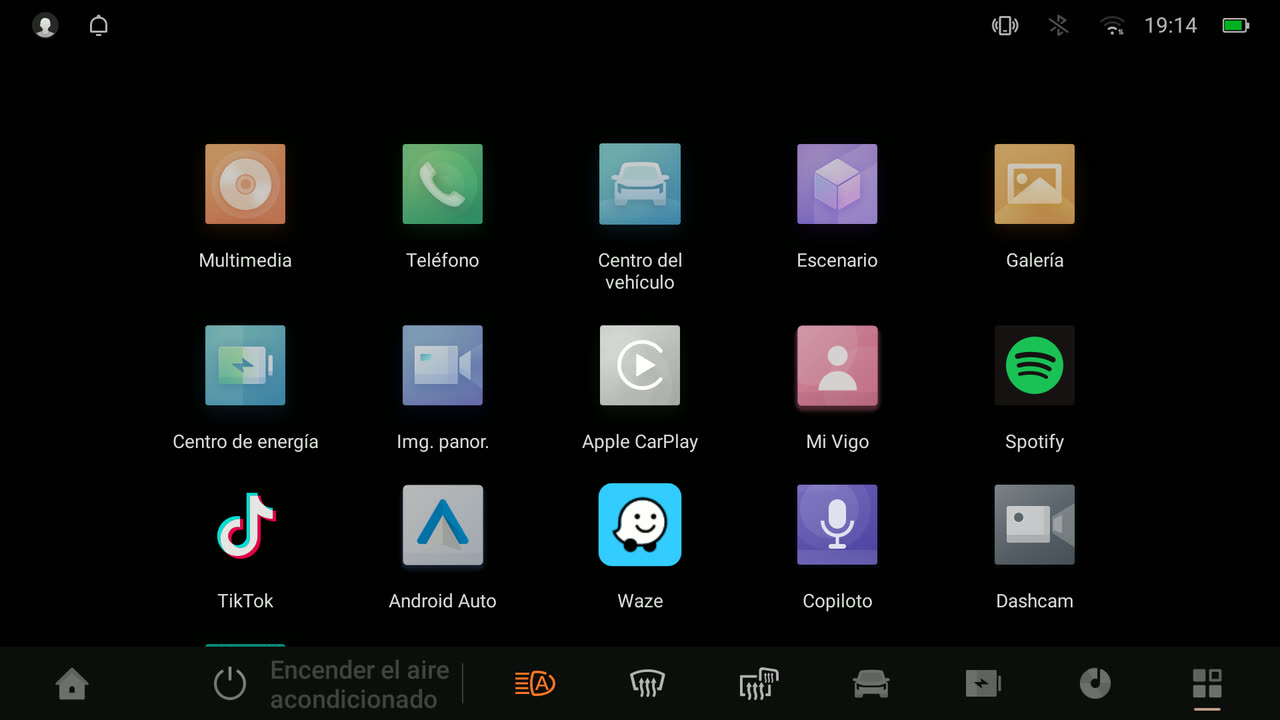 19:14
Multimedia
Teléfono
Centro del
vehículo
Escenario
Galería
Centro de energía
Img. panor.
Apple CarPlay
Mi Vigo
Spotify
TikTok
Android Auto
Waze
Copiloto
Dashcam
Encender el aire
acondicionado
A